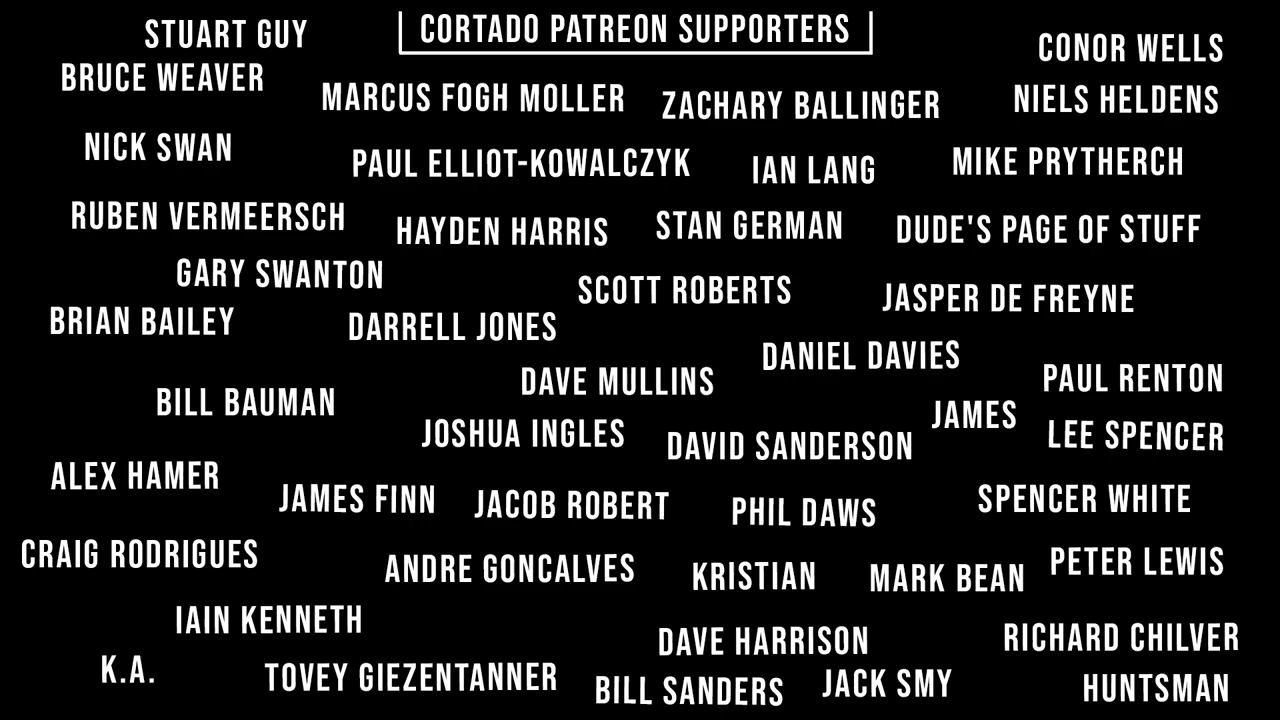 CORTADO PATREON SUPPORTERS
STUART GUY
CONOR WELLS
BRUCE WEAVER
MARCUS FOGH MOLLER
ZACHARY BALLINGER
NIELS HELDENS
NICK SWAN
PAUL ELLIOT-KOWALCZYK
IAN LANG
MIKE PRYTHERCH
RUBEN VERMEERSCH
HAYDEN HARRIS
STAN GERMAN
DUDE'S PAGE OF STUFF
GARY SWANTON
SCOTT ROBERTS
JASPER DE FREYNE
BRIAN BAILEY
DARRELL JONES
DANIEL DAVIES
DAVE MULLINS
PAUL RENTON
BILL BAUMAN
JAMES
JOSHUA INGLES
DAVID SANDERSON
LEE SPENCER
ALEX HAMER
JAMES FINN
JACOB ROBERT
PHIL DAWS
SPENCER WHITE
CRAIG RODRIGUES
ANDRE GONCALVES
KRISTIAN
MARK BEAN
PETER LEWIS
IAIN KENNETH
DAVE HARRISON
RICHARD CHILVER
K.A.
TOVEY GIEZENTANNER
BILL SANDERS
JACK SMY
HUNTSMAN